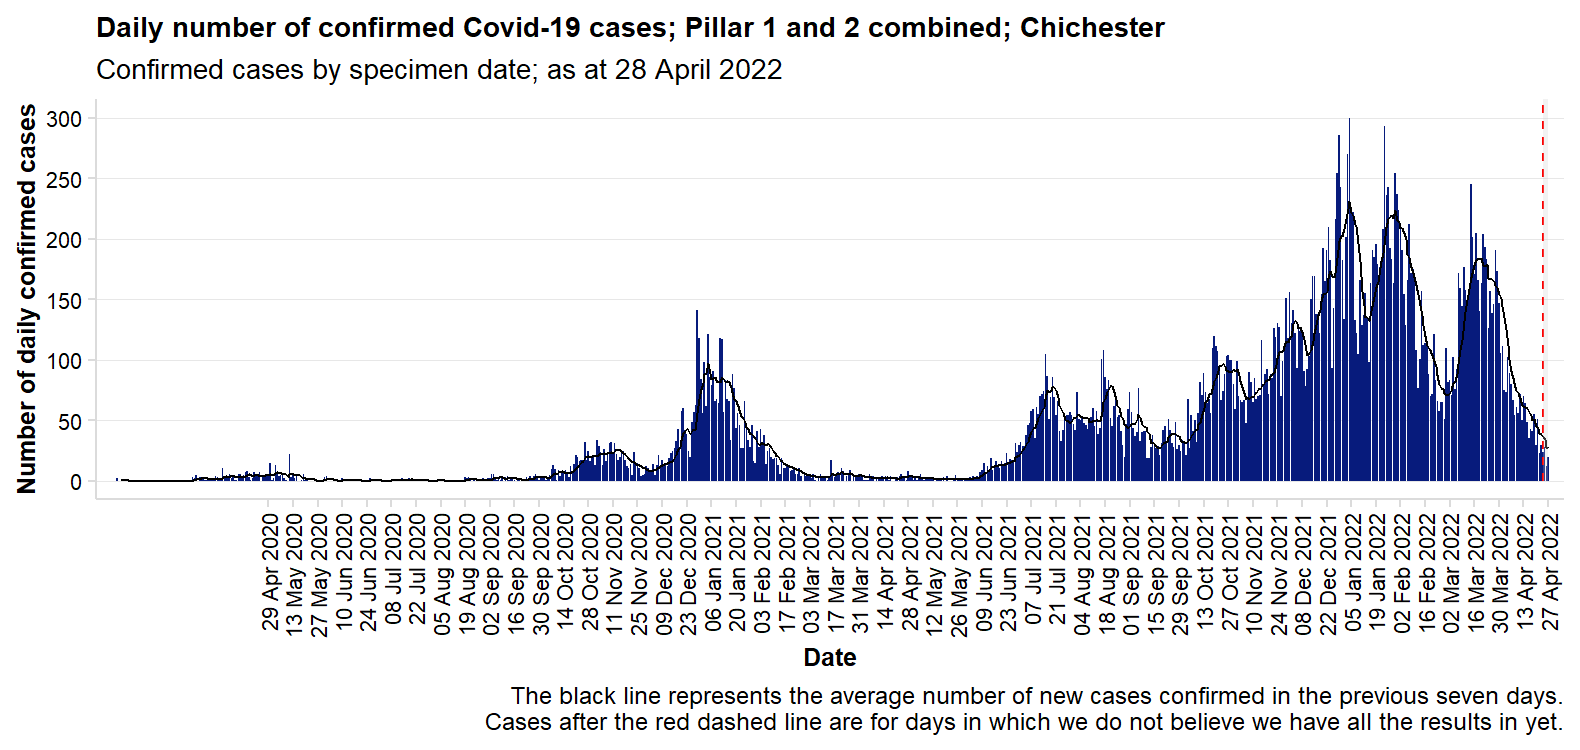 Daily number of confirmed Covid-19 cases; Pillar 1 and 2 combined; Chichester
Confirmed cases by specimen date; as at 28 April 2022
Number of daily confirmed cases
300
250
200
150
100
50
0
29 Apr 2020
13 May 2020
27 May 2020
10 Jun 2020
24 Jun 2020
08 Jul 2020
22 Jul 2020
05 Aug 2020
19 Aug 2020
02 Sep 2020
16 Sep 2020
30 Sep 2020
14 Oct 2020
28 Oct 2020
11 Nov 2020
25 Nov 2020
09 Dec 2020
23 Dec 2020
06 Jan 2021
20 Jan 2021
03 Feb 2021
17 Feb 2021
03 Mar 2021
17 Mar 2021
31 Mar 2021
14 Apr 2021
28 Apr 2021
12 May 2021
26 May 2021
09 Jun 2021
23 Jun 2021
07 Jul 2021
21 Jul 2021
04 Aug 2021
18 Aug 2021
01 Sep 2021
15 Sep 2021
29 Sep 2021
13 Oct 2021
27 Oct 2021
10 Nov 2021
24 Nov 2021
08 Dec 2021
22 Dec 2021
05 Jan 2022
19 Jan 2022
02 Feb 2022
16 Feb 2022
02 Mar 2022
16 Mar 2022
30 Mar 2022
13 Apr 2022
27 Apr 2022
Date
The black line represents the average number of new cases confirmed in the previous seven days.
Cases after the red dashed line are for days in which we do not believe we have all the results in yet.